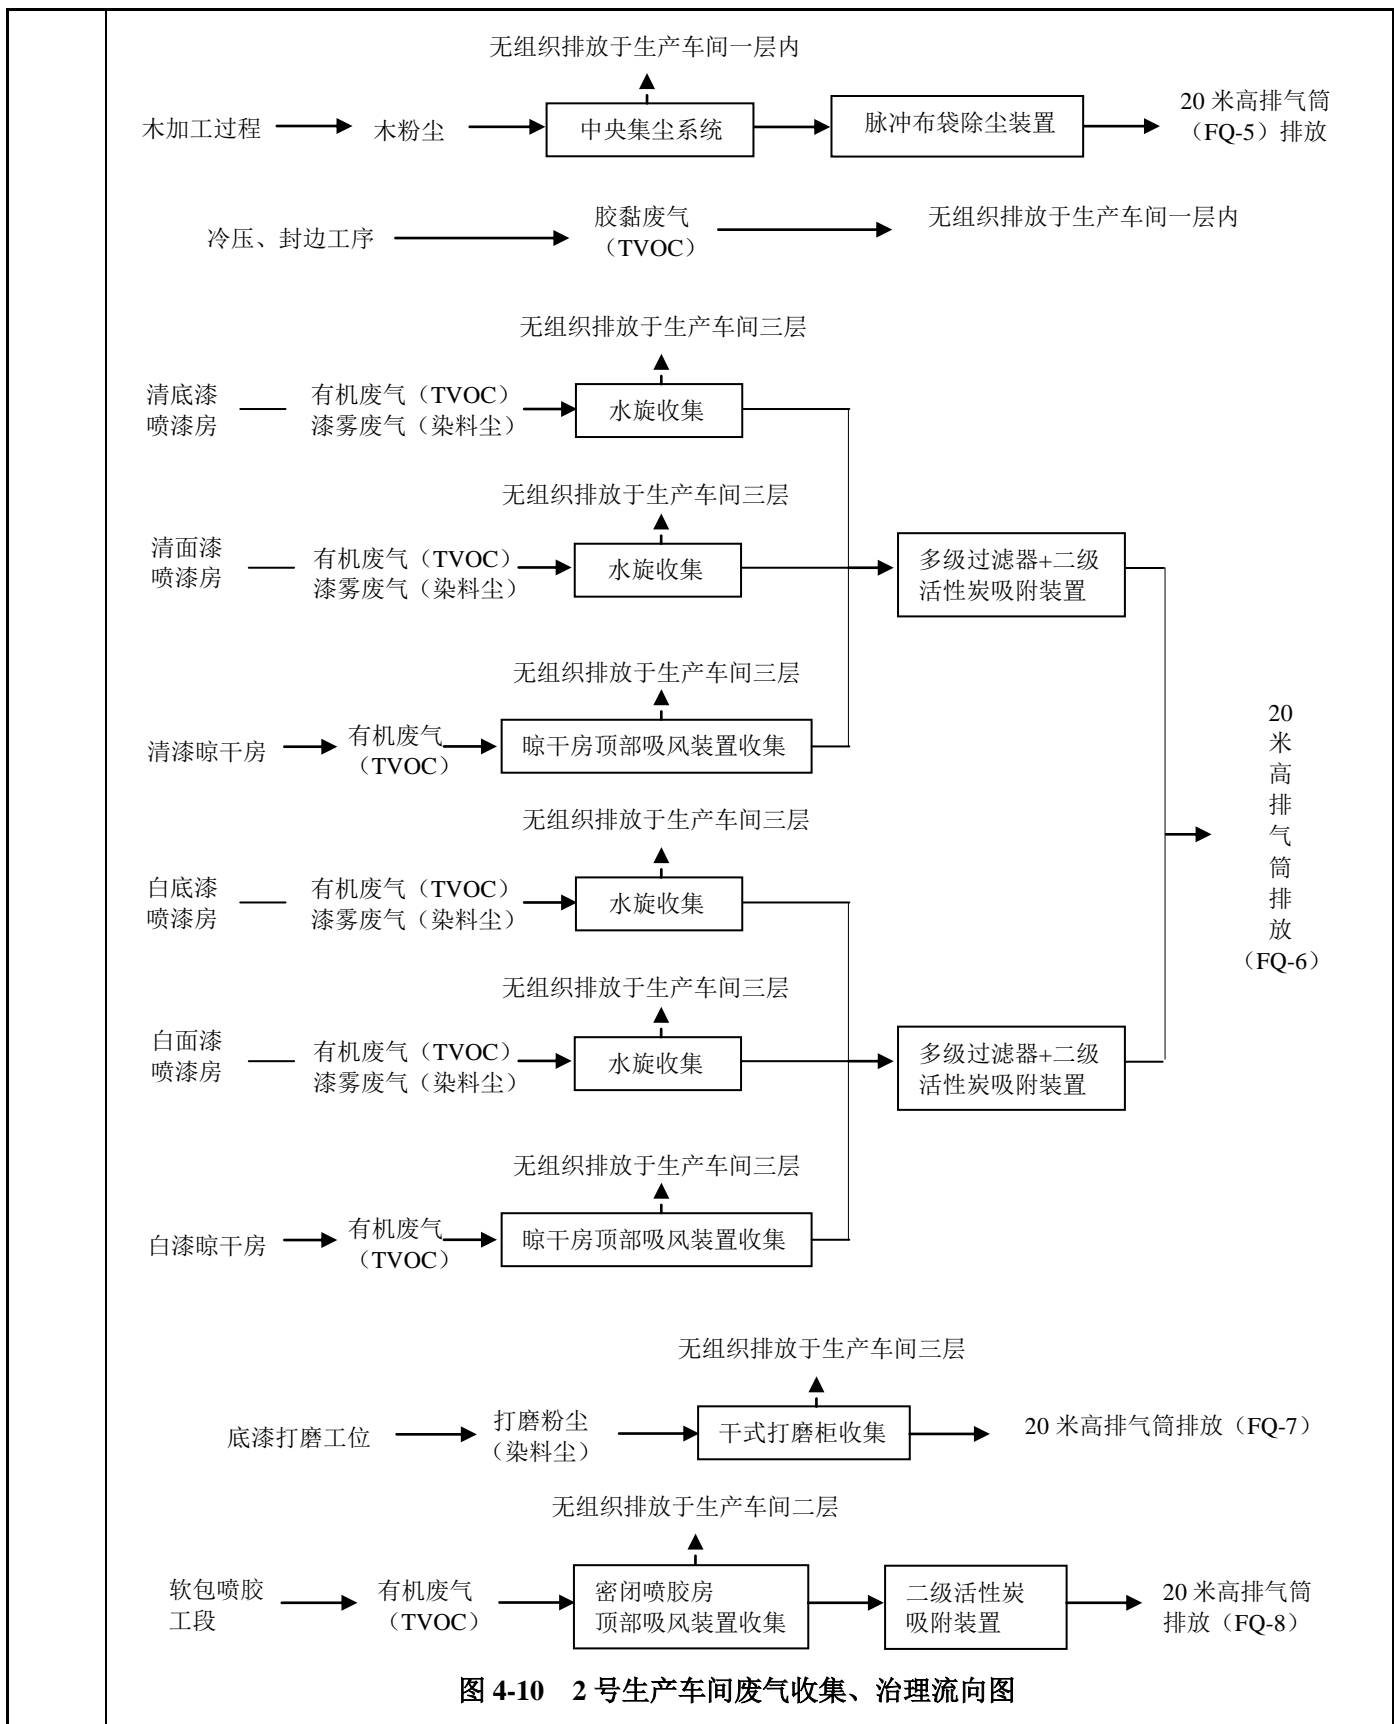 无组织排放于生产车间一层内
木加工过程
木粉尘
中央集尘系统
脉冲布袋除尘装置
20 米高排气筒
（FQ-5）排放
冷压、封边工序
胶黏废气
（TVOC）
无组织排放于生产车间一层内
无组织排放于生产车间三层
清底漆
喷漆房
有机废气（TVOC）
漆雾废气（染料尘）
水旋收集
无组织排放于生产车间三层
清面漆
喷漆房
有机废气（TVOC）
漆雾废气（染料尘）
水旋收集
多级过滤器+二级
活性炭吸附装置
无组织排放于生产车间三层
清漆晾干房
有机废气
（TVOC）
晾干房顶部吸风装置收集
20
米
高
排
气
筒
排
放
（FQ-6）
无组织排放于生产车间三层
白底漆
喷漆房
有机废气（TVOC）
漆雾废气（染料尘）
水旋收集
无组织排放于生产车间三层
白面漆
喷漆房
有机废气（TVOC）
漆雾废气（染料尘）
水旋收集
多级过滤器+二级
活性炭吸附装置
无组织排放于生产车间三层
白漆晾干房
有机废气
（TVOC）
晾干房顶部吸风装置收集
无组织排放于生产车间三层
底漆打磨工位
打磨粉尘
（染料尘）
干式打磨柜收集
20 米高排气筒排放（FQ-7）
无组织排放于生产车间二层
软包喷胶
工段
有机废气
（TVOC）
密闭喷胶房
顶部吸风装置收集
二级活性炭
吸附装置
20 米高排气筒
排放（FQ-8）
图 4-10 2 号生产车间废气收集、治理流向图